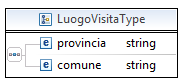 LuogoVisitaType
provincia string
comune string